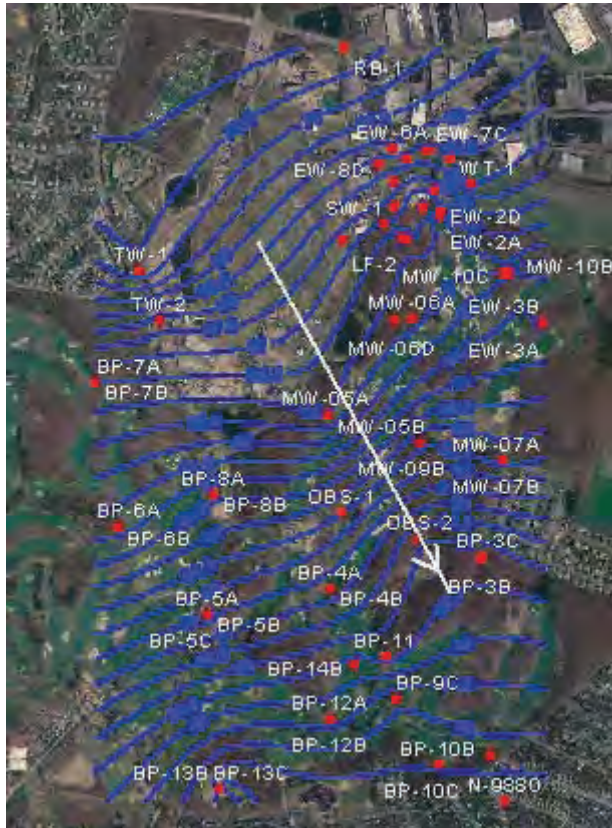 RB-1
EW-6A
EW-7C
EW-8D
WT-1
SW-1
EW-2D
EW-2A
TW-1
LF-2
MW-10C
MW-10B
TW-2
MW-06A
EW-3B
MW-06D
EW-3A
BP-7A
BP-7B
MW-05A
MW-05B
MW-07A
MW-09B
MW-07B
BP-8A
BP-8B
OBS-1
BP-6A
BP-6B
OBS-2
BP-3C
BP-4A
BP-3B
BP-4B
BP-5A
BP-5B
BP-5C
BP-11
BP-14B
BP-9C
BP-12A
BP-12B
BP-10B
BP-13B
BP-13C
BP-10C
N-9880